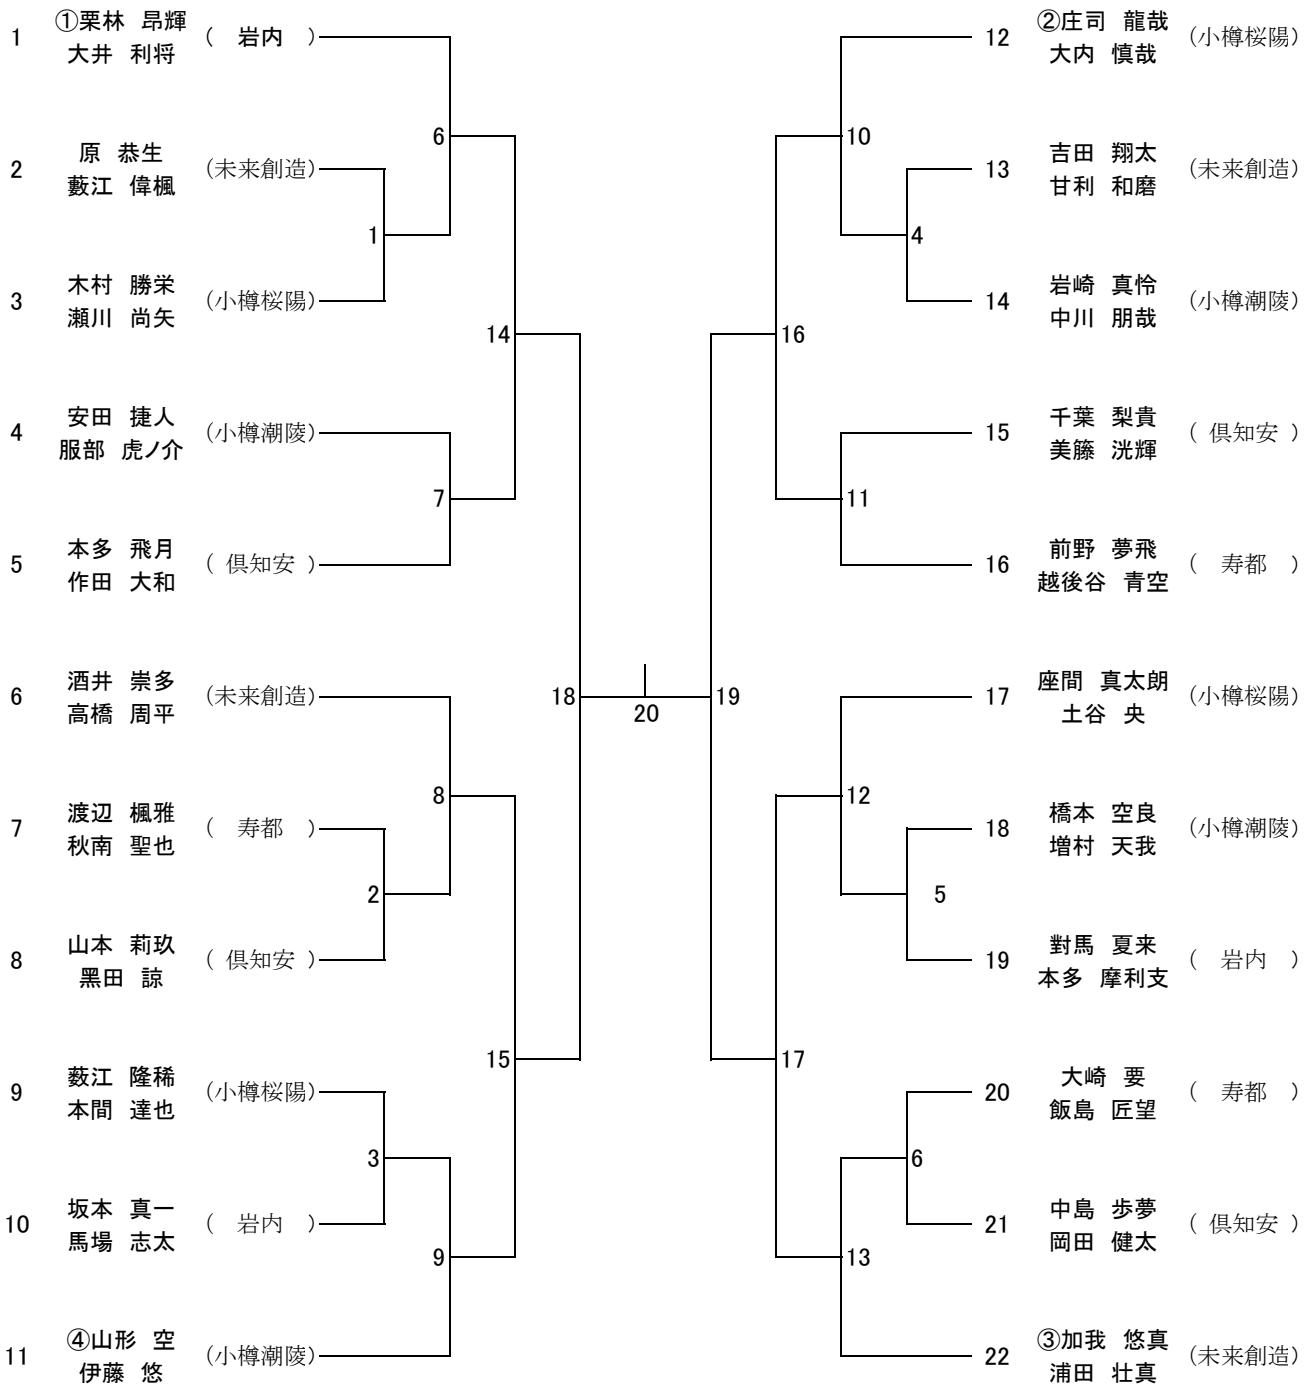 1 ①栗林 昂輝 大井 利将 ( 岩内 )
2 原 恭生 藪江 偉楓 (未来創造)
3 木村 勝栄 瀬川 尚矢 (小樽桜陽)
4 安田 捷人 服部 虎ノ介 (小樽潮陵)
5 本多 飛月 作田 大和 ( 倶知安 )
6 酒井 崇多 高橋 周平 (未来創造)
7 渡辺 楓雅 秋南 聖也 ( 寿都 )
8 山本 莉玖 黑田 諒 ( 倶知安 )
9 薮江 隆稀 本間 達也 (小樽桜陽)
10 坂本 真一 馬場 志太 ( 岩内 )
11 ④山形 空 伊藤 悠 (小樽潮陵)
1
2
3
6
7
8
9
14
15
18
20
19
16
17
10
11
12
13
4
5
6
12 ②庄司 龍哉 大内 慎哉 (小樽桜陽)
13 吉田 翔太 甘利 和磨 (未来創造)
14 岩崎 真怜 中川 朋哉 (小樽潮陵)
15 千葉 梨貴 美藤 洸輝 ( 倶知安 )
16 前野 夢飛 越後谷 青空 ( 寿都 )
17 座間 真太朗 土谷 央 (小樽桜陽)
18 橋本 空良 増村 天我 (小樽潮陵)
19 對馬 夏来 本多 摩利支 ( 岩内 )
20 大崎 要 飯島 匠望 ( 寿都 )
21 中島 歩夢 岡田 健太 ( 倶知安 )
22 ③加我 悠真 浦田 壮真 (未来創造)